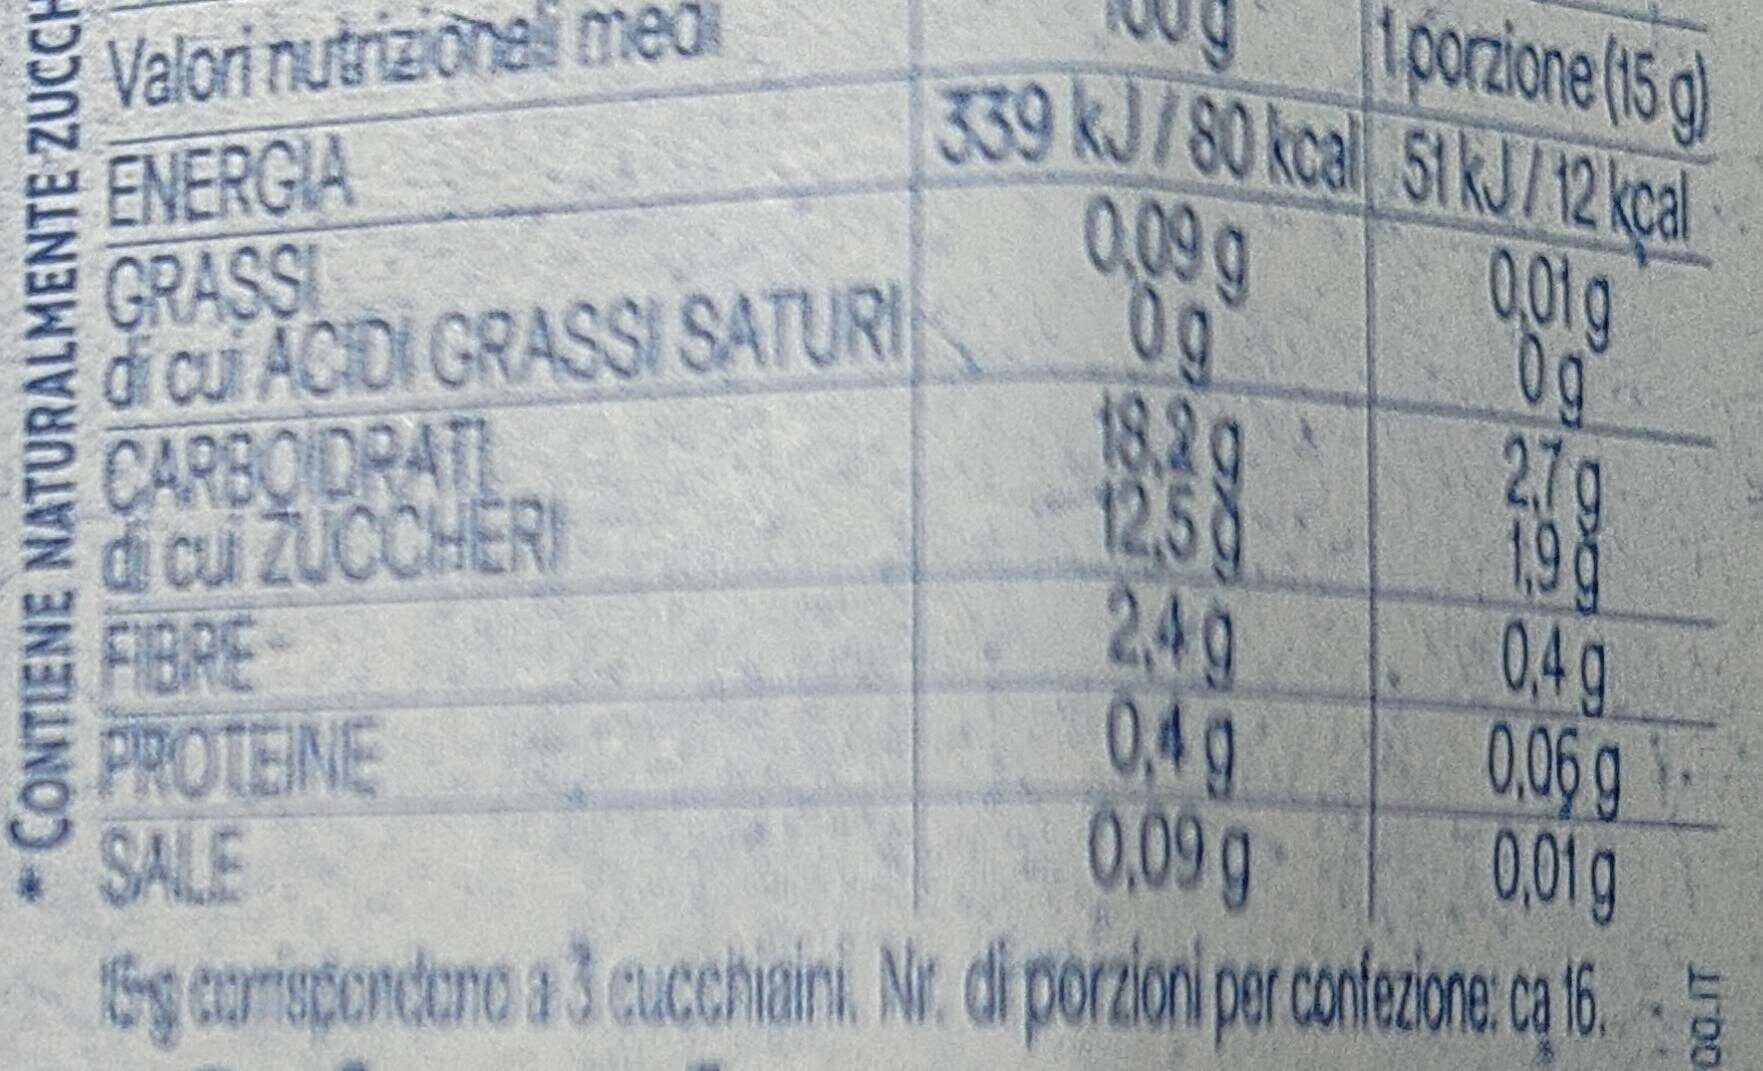 * CONTIENE NATURALMENTE ZUCCH
Valori nutrizionali medi 100 g 1 porzione (15 g)
ENERGIA 339 kJ / 80 kcal 51 kJ / 12 kcal
GRASSI 0,09 g 0,01 g
di cui ACIDI GRASSI SATURI 0 g 0 g
CARBOIDRATI 18,2 g 2,7 g
di cui ZUCCHERI 12,5 g 1,9 g
FIBRE 2,4 g 0,4 g
PROTEINE 0,4 g 0,06 g
SALE 0,09 g 0,01 g
15 g corrispondono a 3 cucchiaini. Nr. di porzioni per confezione: ca 16.
00.IT